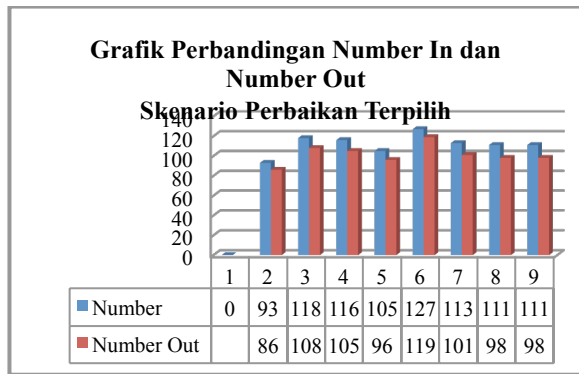 Grafik Perbandingan Number In dan
Number Out
Skenario Perbaikan Terpilih
140
120
100
80
60
40
20
0
1 2 3 4 5 6 7 8 9
Number 0 93 118 116 105 127 113 111 111
Number Out 86 108 105 96 119 101 98 98